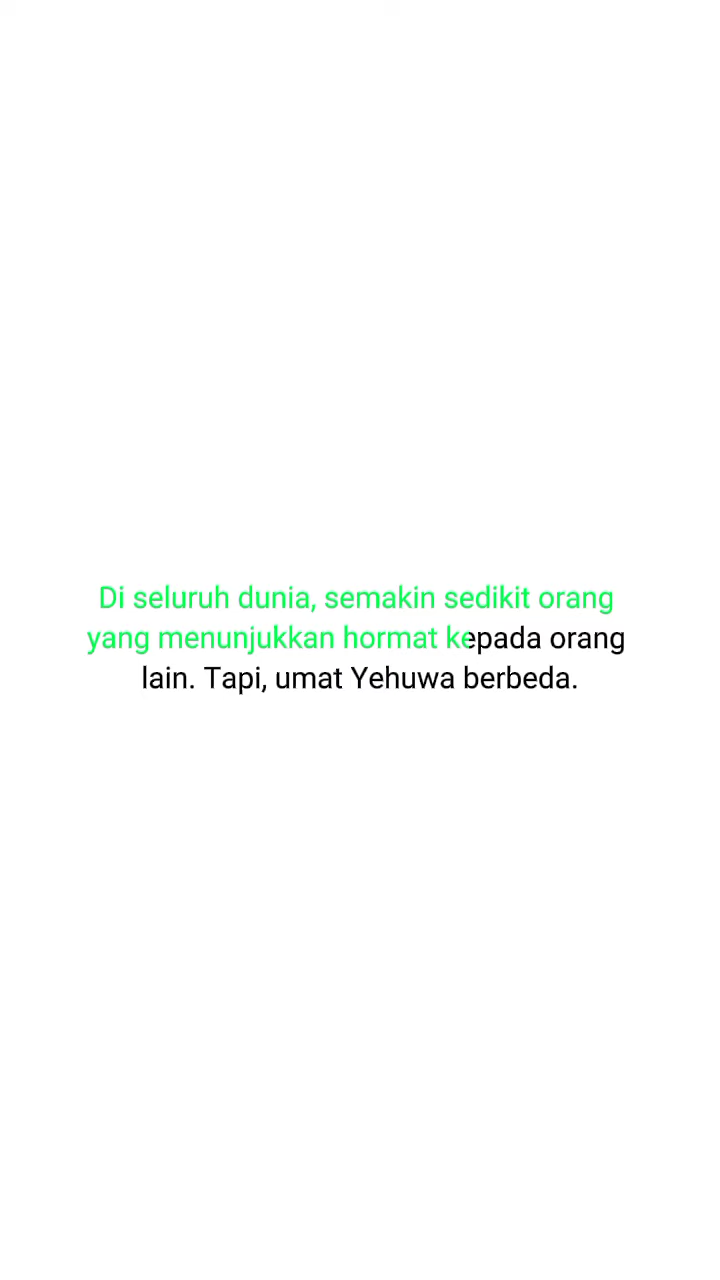 Di seluruh dunia, semakin sedikit orang
yang menunjukkan hormat kepada orang
lain. Tapi, umat Yehuwa berbeda.